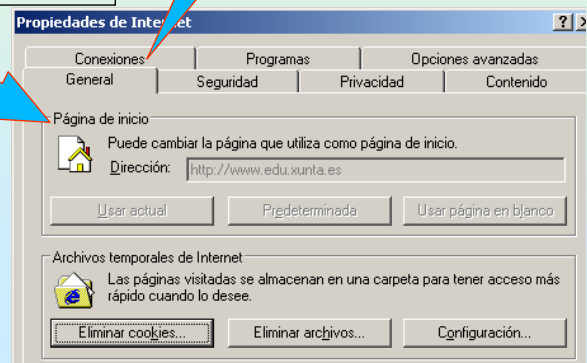 Propiedades de Internet
Conexiones Programas Opciones avanzadas
General Seguridad Privacidad Contenido
Página de inicio
Puede cambiar la página que utiliza como página de inicio.
Dirección: http://www.edu.xunta.es
Usar actual Predeterminada Usar página en blanco
Archivos temporales de Internet
Las páginas visitadas se almacenan en una carpeta para tener acceso más
rápido cuando lo desee.
Eliminar cookies... Eliminar archivos... Configuración...